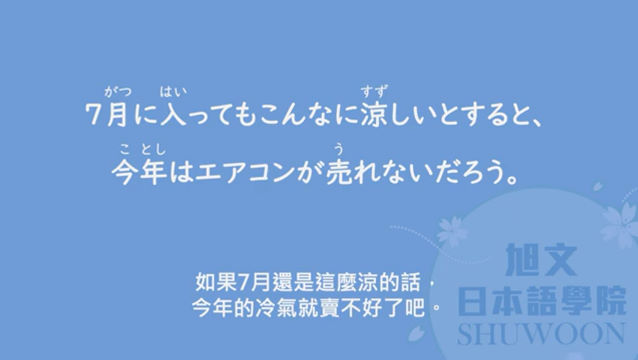 がつ はい すず
7月に入ってもこんなに涼しいとすると、
こ とし う
今年はエアコンが売れないだろう。
如果7月還是這麼涼的話，
今年的冷氣就賣不好了吧。
旭文
日本語學院
SHUWOON